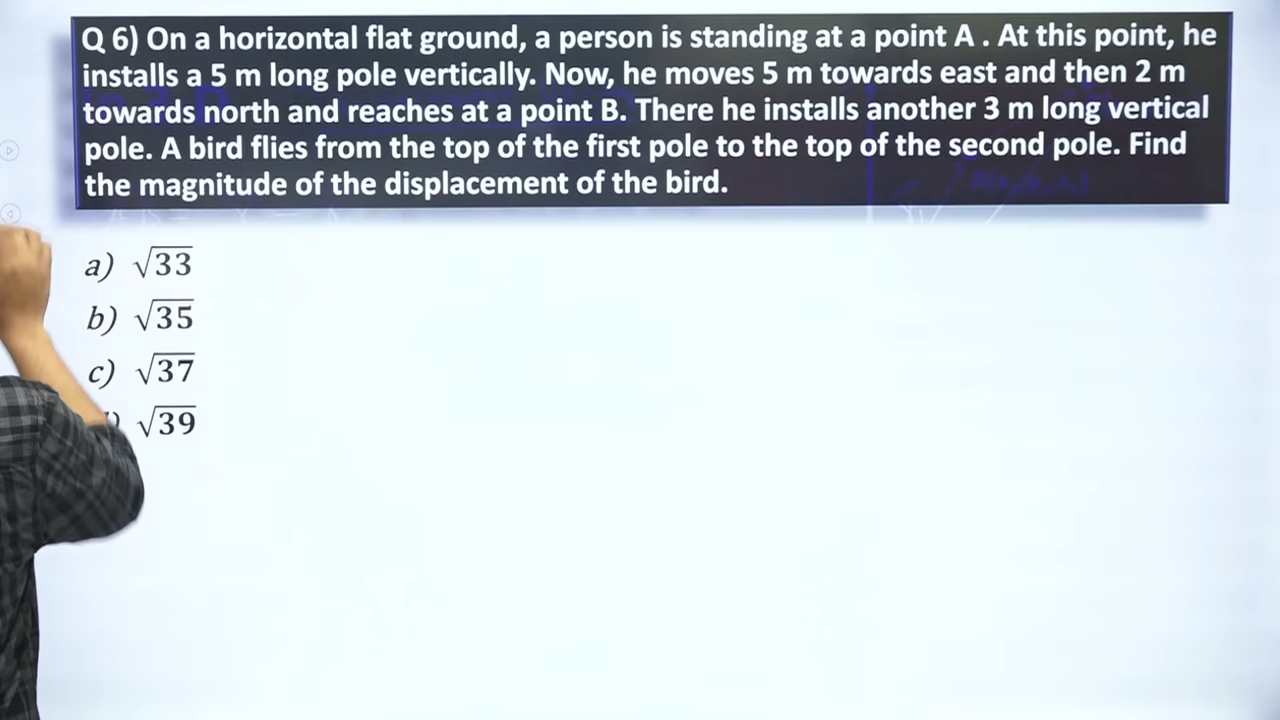 Q 6) On a horizontal flat ground, a person is standing at a point A . At this point, he
installs a 5 m long pole vertically. Now, he moves 5 m towards east and then 2 m
towards north and reaches at a point B. There he installs another 3 m long vertical
pole. A bird flies from the top of the first pole to the top of the second pole. Find
the magnitude of the displacement of the bird.
a) √33
b) √35
c) √37
) √39